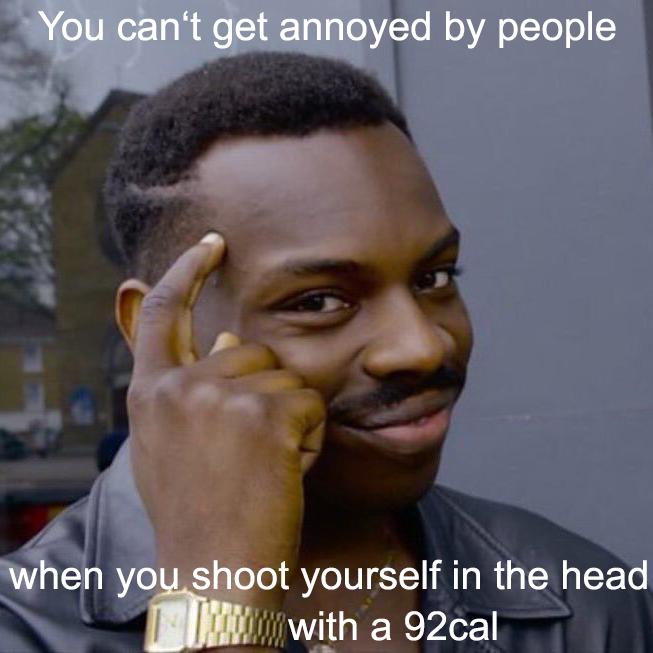 You can‘t get annoyed by people
when you shoot yourself in the head
with a 92cal